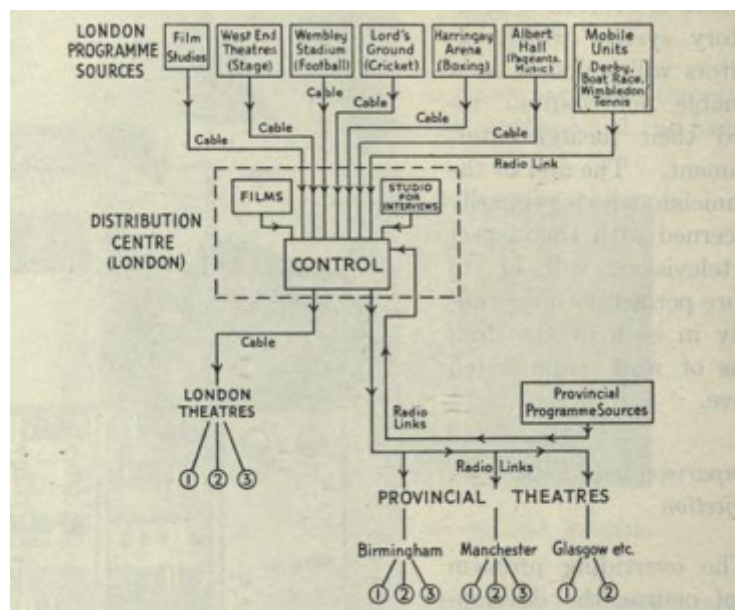 LONDON
PROGRAMME
SOURCES
Film
Studios
West End
Theatres
(Stage)
Wembley
Stadium
(Football)
Lord's
Ground
(Cricket)
Harringay
Arena
(Boxing)
Albert
Hall
(Pageants,
Music)
Mobile
Units
(Derby,
Boat Race,
Wimbledon
Tennis)
Cable
Cable
Cable
Cable
Cable
Cable
Radio Link
DISTRIBUTION
CENTRE
(LONDON)
FILMS
STUDIO
FOR
INTERVIEWS
CONTROL
Cable
LONDON
THEATRES
1 2 3
Radio
Links
Provincial
Programme Sources
Radio Links
PROVINCIAL THEATRES
Birmingham Manchester Glasgow etc.
1 2 3 1 2 3 1 2